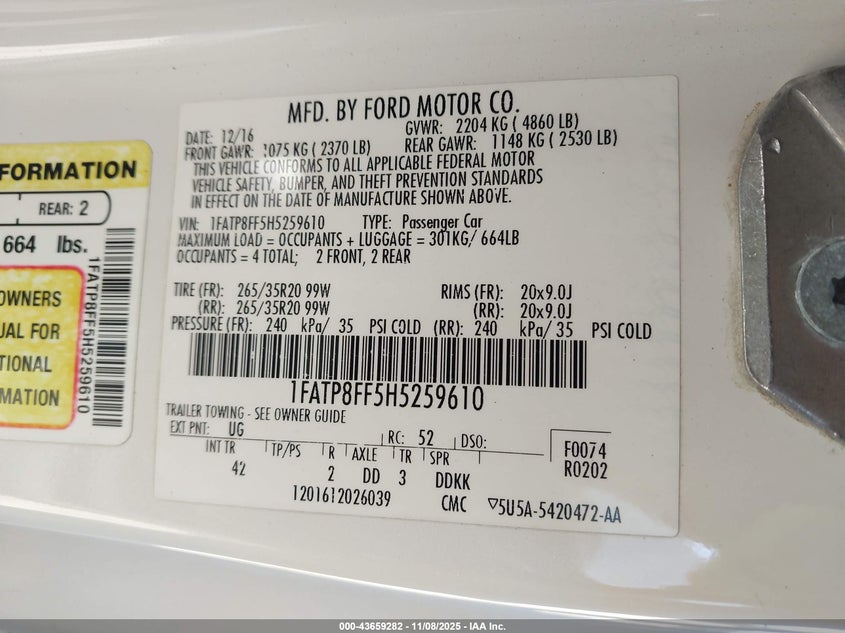 FORMATION
REAR: 2
664 lbs.
OWNERS
UAL FOR
TIONAL
RMATION
1FATP8FF5H5259610
MFD. BY FORD MOTOR CO.
DATE: 12/16
GVWR: 2204 KG ( 4860 LB)
FRONT GAWR: 1075 KG ( 2370 LB)
REAR GAWR: 1148 KG ( 2530 LB)
THIS VEHICLE CONFORMS TO ALL APPLICABLE FEDERAL MOTOR
VEHICLE SAFETY, BUMPER, AND THEFT PREVENTION STANDARDS
IN EFFECT ON THE DATE OF MANUFACTURE SHOWN ABOVE.
VIN: 1FATP8FF5H5259610 TYPE: Passenger Car
MAXIMUM LOAD = OCCUPANTS + LUGGAGE = 301KG/ 664LB
OCCUPANTS = 4 TOTAL; 2 FRONT, 2 REAR
TIRE (FR): 265/35R20 99W RIMS (FR): 20x9.0J
(RR): 265/35R20 99W (RR): 20x9.0J
PRESSURE (FR): 240 kPa/ 35 PSI COLD (RR): 240 kPa/ 35 PSI COLD
1FATP8FF5H5259610
TRAILER TOWING - SEE OWNER GUIDE
EXT PNT: UG RC: 52 DSO: F0074
INT TR TP/PS R AXLE TR SPR R0202
42 2 DD 3 DDKK
1201612026039 CMC ▽5U5A-5420472-AA
000-43659282 - 11/08/2025 - IAA Inc.